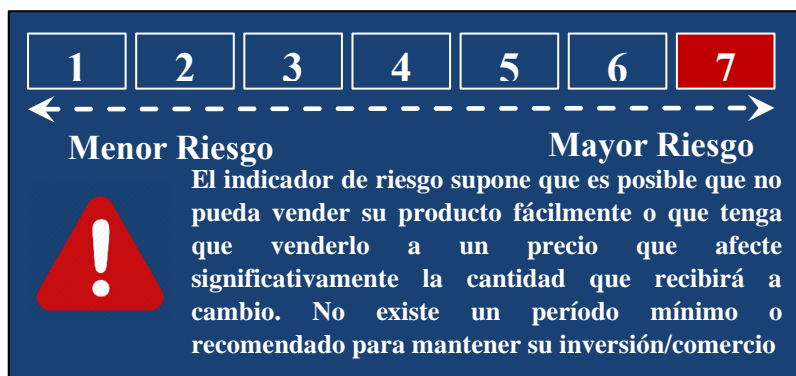 1 2 3 4 5 6 7
Menor Riesgo Mayor Riesgo
El indicador de riesgo supone que es posible que no
pueda vender su producto fácilmente o que tenga
que venderlo a un precio que afecte
significativamente la cantidad que recibirá a
cambio. No existe un período mínimo o
recomendado para mantener su inversión/comercio